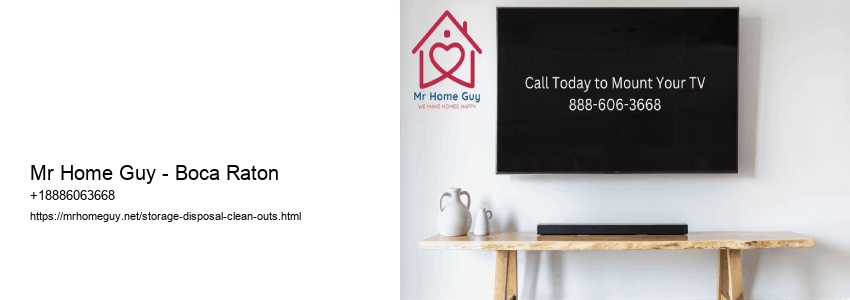 Mr Home Guy - Boca Raton
+18886063668
https://mrhomeguy.net/storage-disposal-clean-outs.html
Mr Home Guy
WE MAKE HOMES HAPPY
Call Today to Mount Your TV
888-606-3668